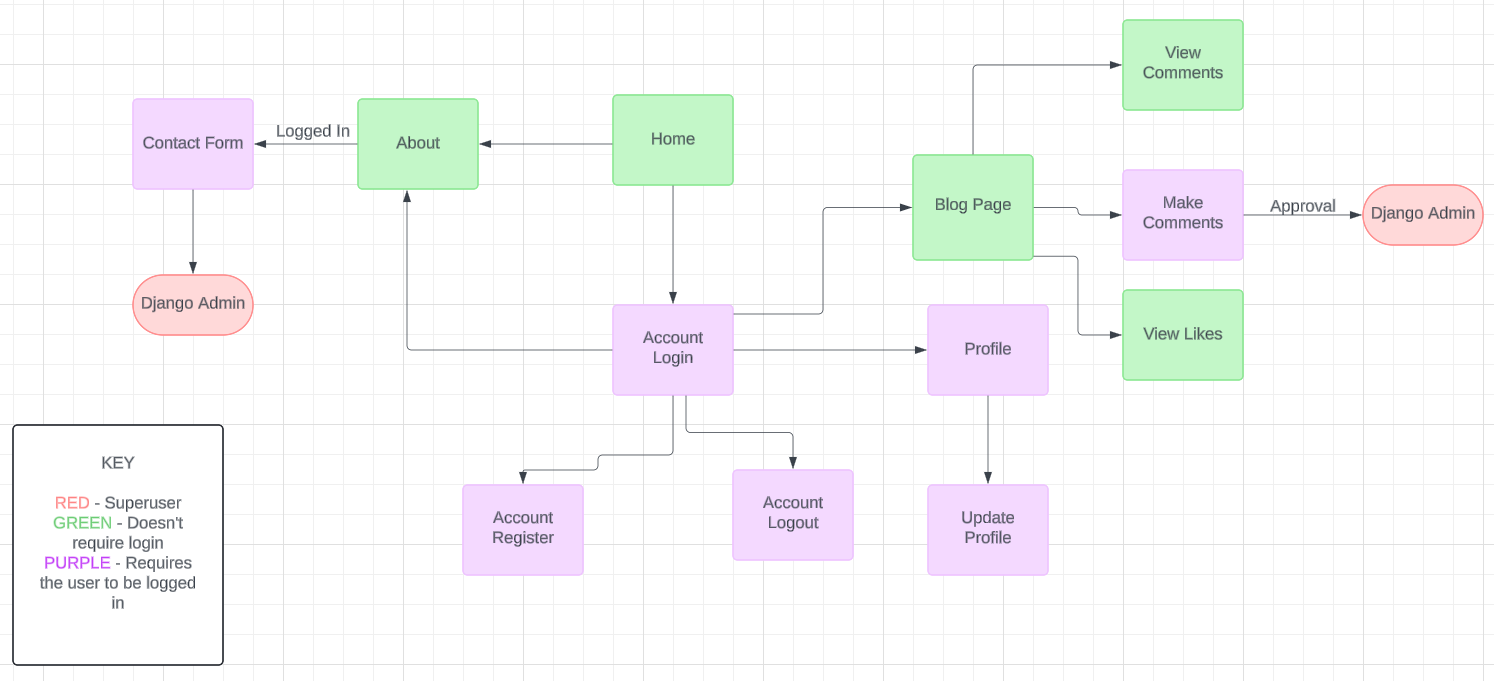 View
Comments
Contact Form
Logged In
About
Home
Blog Page
Make
Comments
Approval
Django Admin
Django Admin
Account
Login
Profile
View Likes
KEY
RED - Superuser
GREEN - Doesn't
require login
PURPLE - Requires
the user to be logged
in
Account
Register
Account
Logout
Update
Profile